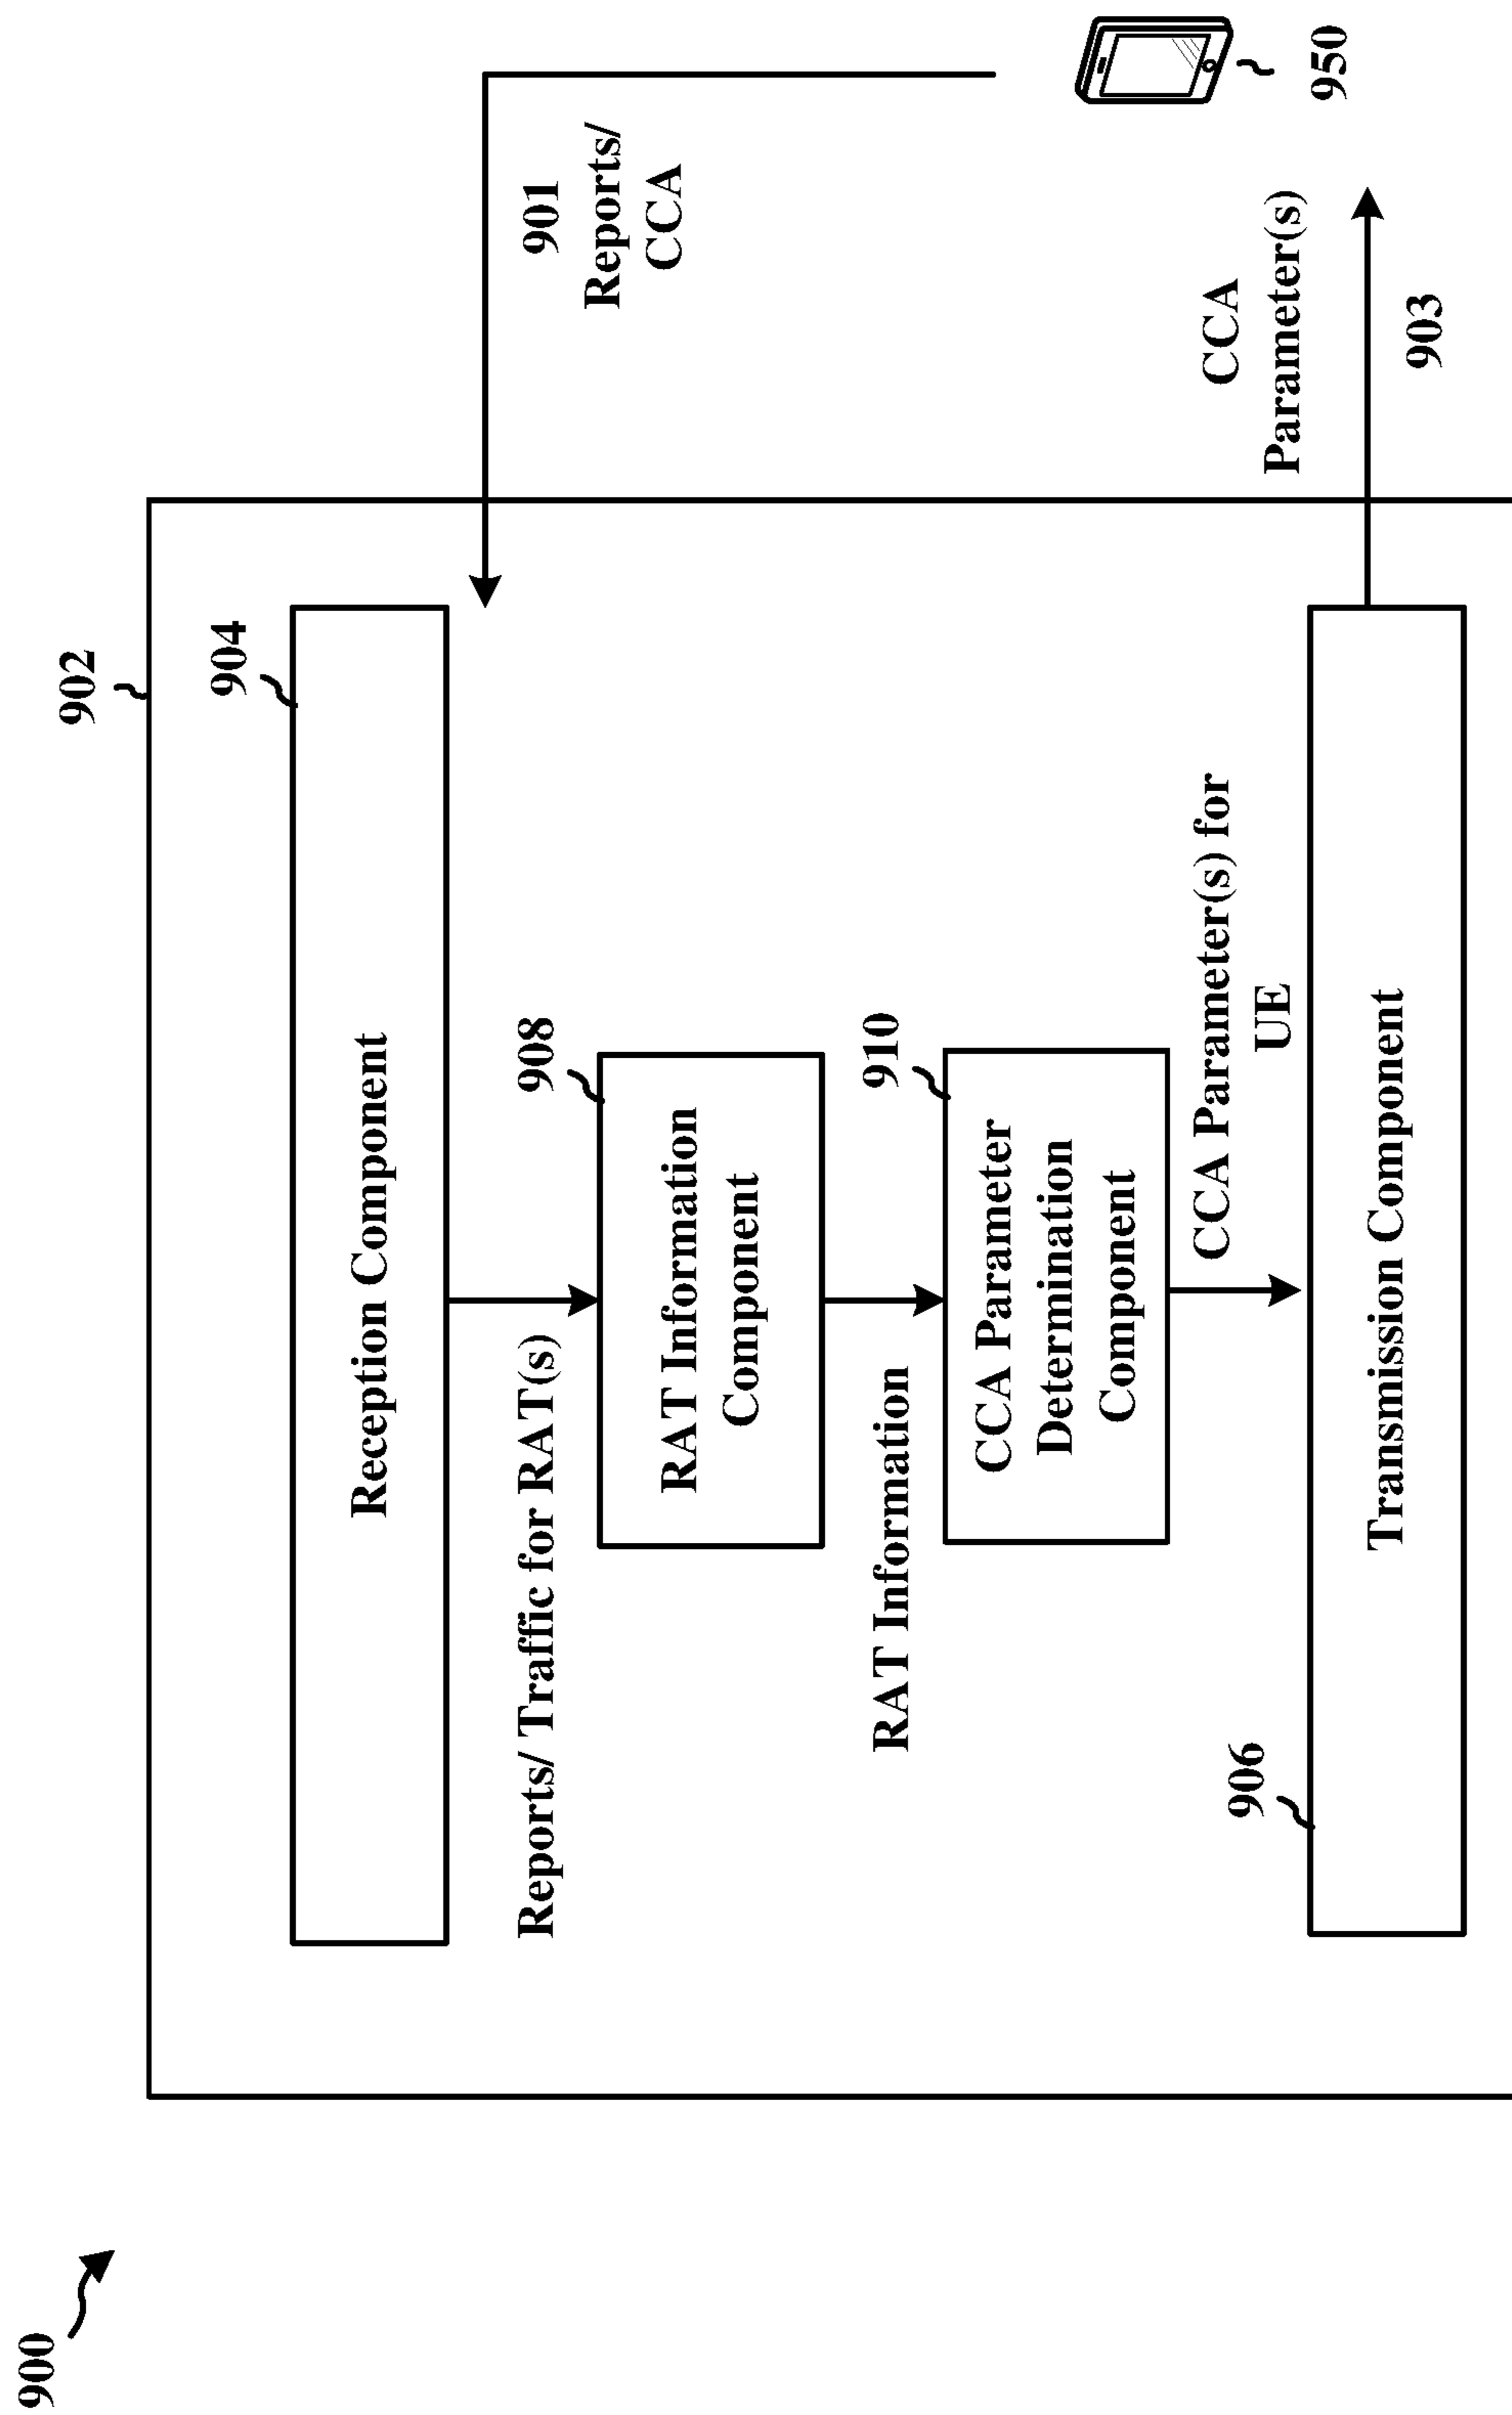 900
902
904
Reception Component
901
Reports/
CCA
Reports/ Traffic for RAT(s)
908
RAT Information
Component
RAT Information
910
CCA Parameter
Determination
Component
CCA Parameter(s) for
UE
906
Transmission Component
CCA
Parameter(s)
903
950